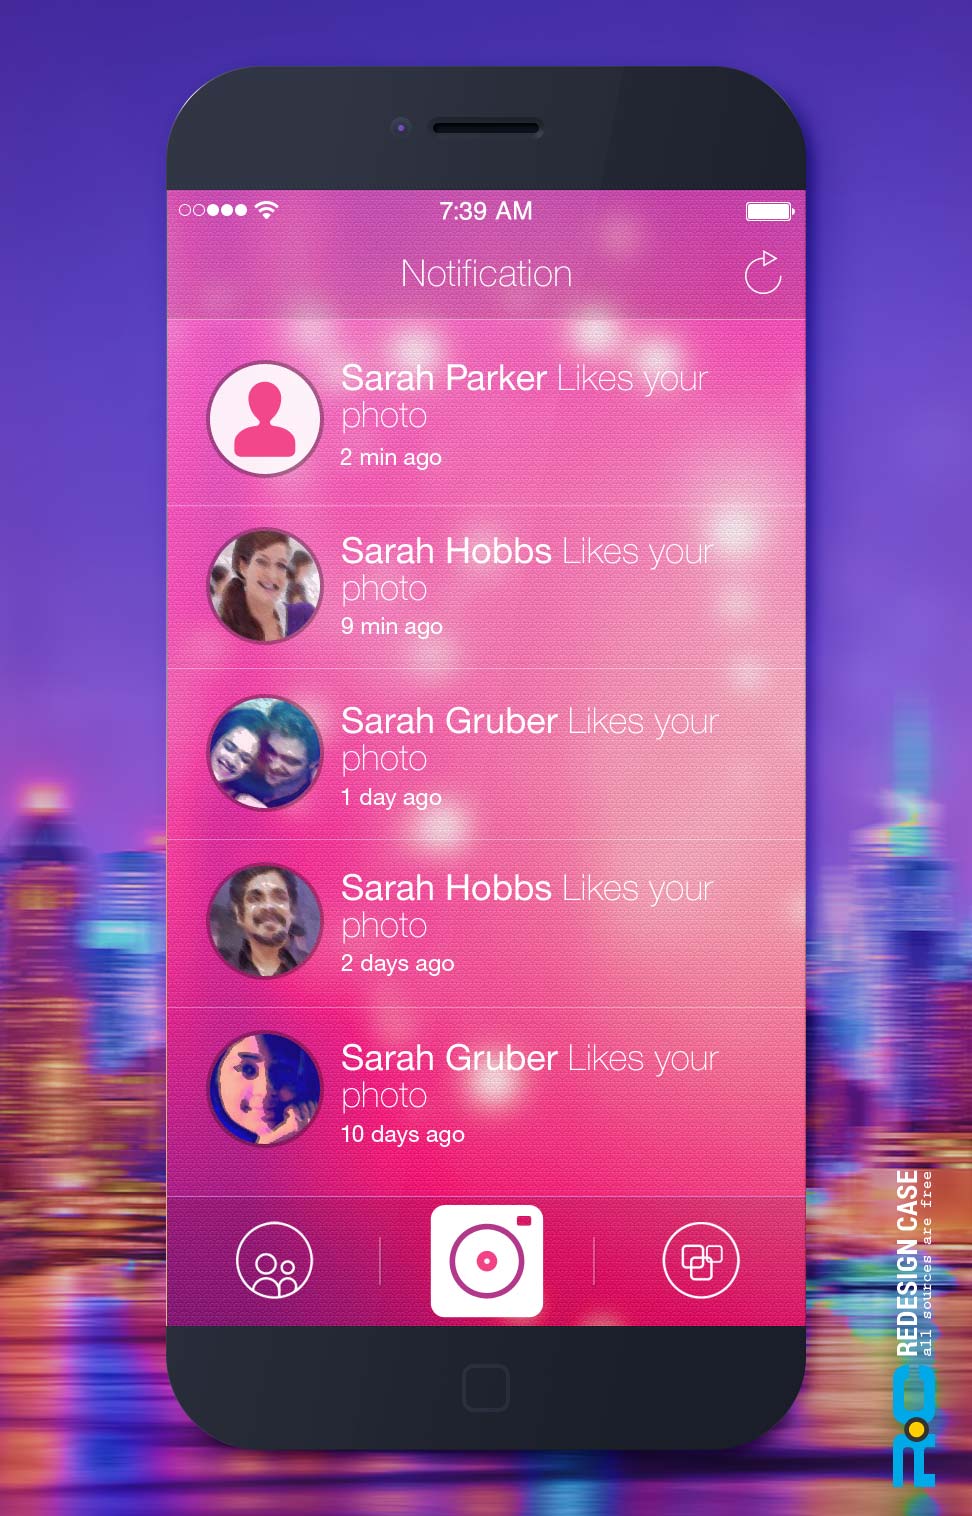 7:39 AM
Notification
Sarah Parker Likes your
photo
2 min ago
Sarah Hobbs Likes your
photo
9 min ago
Sarah Gruber Likes your
photo
1 day ago
Sarah Hobbs Likes your
photo
2 days ago
Sarah Gruber Likes your
photo
10 days ago
RC
REDESIGN CASE
all sources are free